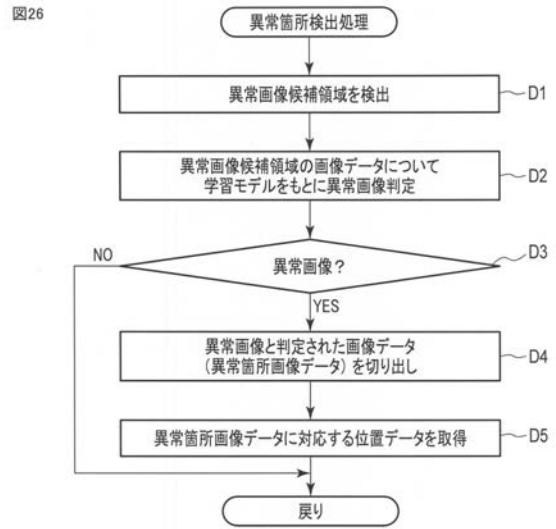 図26
異常箇所検出処理
異常画像候補領域を検出
D1
異常画像候補領域の画像データについて
学習モデルをもとに異常画像判定
D2
異常画像？
D3
NO
YES
異常画像と判定された画像データ
(異常箇所画像データ)を切り出し
D4
異常箇所画像データに対応する位置データを取得
D5
戻り